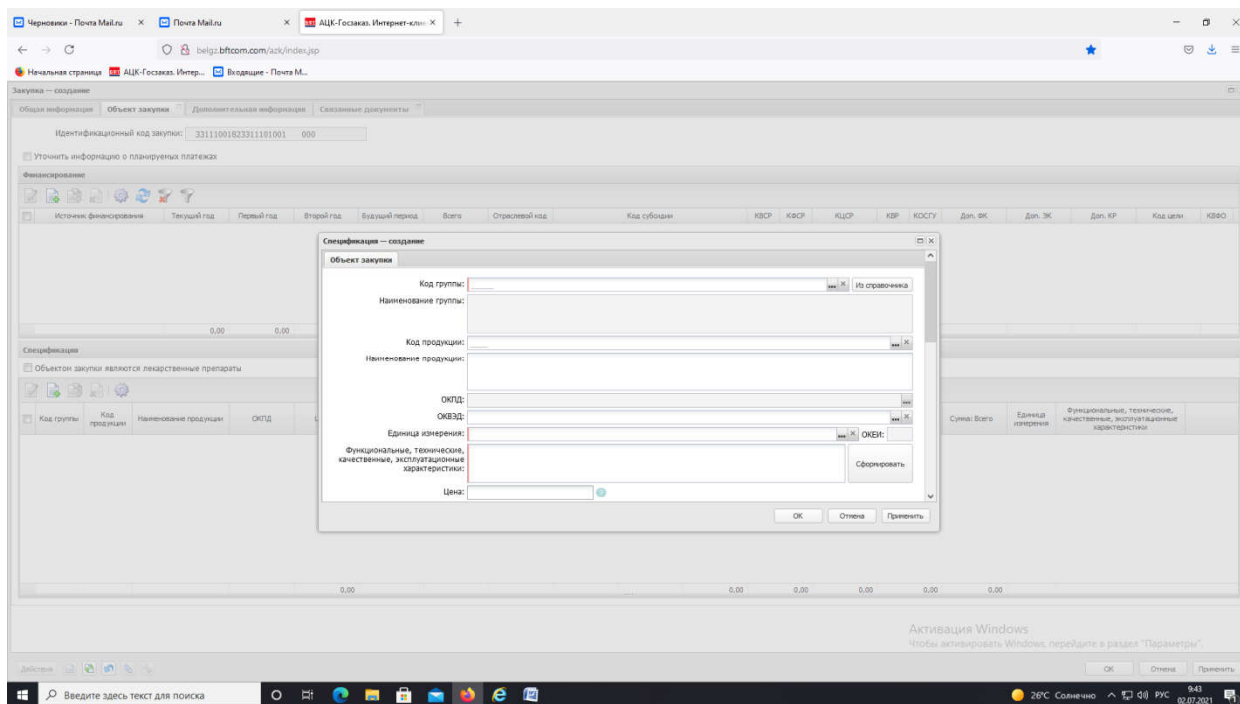 Черновики - Почта Mail.ru
Почта Mail.ru
АЦК-Госзаказ. Интернет-кли
belgz.bftcom.com/azk/index.jsp
Начальная страница АЦК-Госзаказ. Интер... Входящие - Почта М...
Закупка — создание
Общая информация Объект закупки Дополнительная информация Связанные документы
Идентификационный код закупки: 33111001823311101001 000
Уточнить информацию о планируемых платежах
Финансирование
Источник финансирования Текущий год Первый год Второй год Будущий период Всего Отраслевой код Код субсидии КВСР КФСР КЦСР КВР КОСГУ Доп. ФК Доп. ЭК Доп. КР Код цели КВФО
Спецификация — создание
Объект закупки
Код группы: ... Из справочника
Наименование группы:
0,00 0,00
Код продукции: ...
Наименование продукции:
Спецификация
Объектом закупки являются лекарственные препараты
ОКПД: ...
ОКВЭД: ...
Код группы Код продукции Наименование продукции ОКПД Сумма: Всего Единица измерения Функциональные, технические, качественные, эксплуатационные характеристики
Единица измерения: ... ОКЕИ:
Функциональные, технические,
качественные, эксплуатационные
характеристики:
Сформировать
Цена:
ОК Отмена Применить
0,00 0,00 0,00 0,00 0,00 0,00
Активация Windows
Чтобы активировать Windows, перейдите в раздел "Параметры".
Действия ОК Отмена Применить
Введите здесь текст для поиска
26°C Солнечно РУС 9:43
02.07.2021